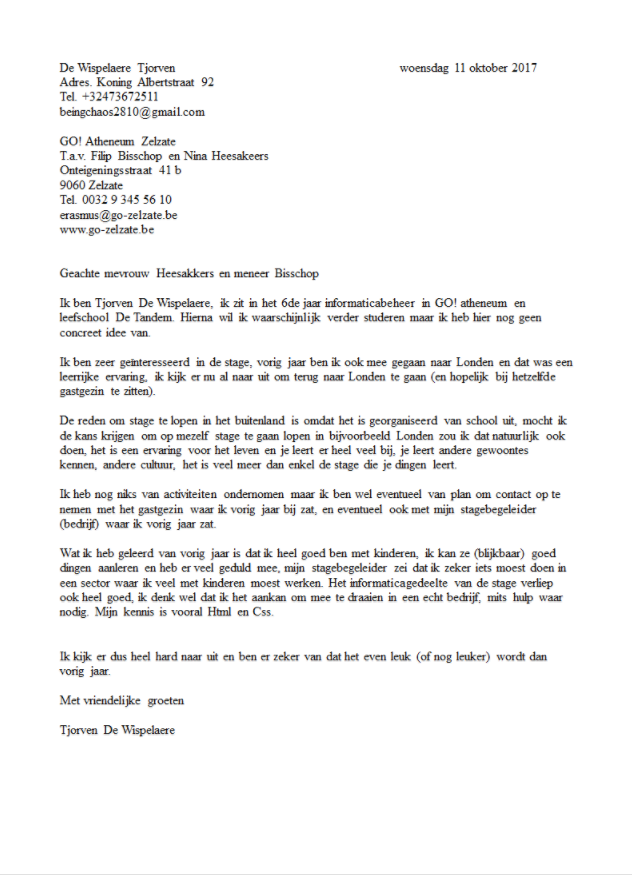 De Wispelaere Tjorven woensdag 11 oktober 2017
Adres. Koning Albertstraat 92
Tel. +32473672511
beingchaos2810@gmail.com
GO! Atheneum Zelzate
T.a.v. Filip Bisschop en Nina Heesakeers
Onteigeningsstraat 41 b
9060 Zelzate
Tel. 0032 9 345 56 10
erasmus@go-zelzate.be
www.go-zelzate.be
Geachte mevrouw Heesakkers en meneer Bisschop
Ik ben Tjorven De Wispelaere, ik zit in het 6de jaar informaticabeheer in GO! atheneum en
leefschool De Tandem. Hierna wil ik waarschijnlijk verder studeren maar ik heb hier nog geen
concreet idee van.
Ik ben zeer geïnteresseerd in de stage, vorig jaar ben ik ook mee gegaan naar Londen en dat was een
leerrijke ervaring, ik kijk er nu al naar uit om terug naar Londen te gaan (en hopelijk bij hetzelfde
gastgezin te zitten).
De reden om stage te lopen in het buitenland is omdat het is georganiseerd van school uit, mocht ik
de kans krijgen om op mezelf stage te gaan lopen in bijvoorbeeld Londen zou ik dat natuurlijk ook
doen, het is een ervaring voor het leven en je leert er heel veel bij, je leert andere gewoontes
kennen, andere cultuur, het is veel meer dan enkel de stage die je dingen leert.
Ik heb nog niks van activiteiten ondernomen maar ik ben wel eventueel van plan om contact op te
nemen met het gastgezin waar ik vorig jaar bij zat, en eventueel ook met mijn stagebegeleider
(bedrijf) waar ik vorig jaar zat.
Wat ik heb geleerd van vorig jaar is dat ik heel goed ben met kinderen, ik kan ze (blijkbaar) goed
dingen aanleren en heb er veel geduld mee, mijn stagebegeleider zei dat ik zeker iets moest doen in
een sector waar ik veel met kinderen moest werken. Het informaticagedeelte van de stage verliep
ook heel goed, ik denk wel dat ik het aankan om mee te draaien in een echt bedrijf, mits hulp waar
nodig. Mijn kennis is vooral Html en Css.
Ik kijk er dus heel hard naar uit en ben er zeker van dat het even leuk (of nog leuker) wordt dan
vorig jaar.
Met vriendelijke groeten
Tjorven De Wispelaere